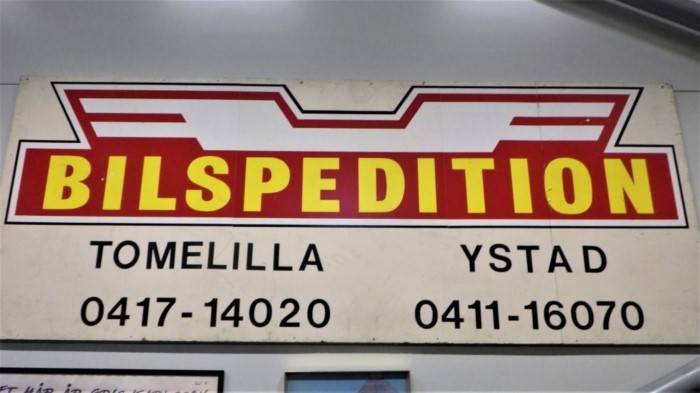 BILSPEDITION
TOMELILLA YSTAD
0417-14020 0411-16070